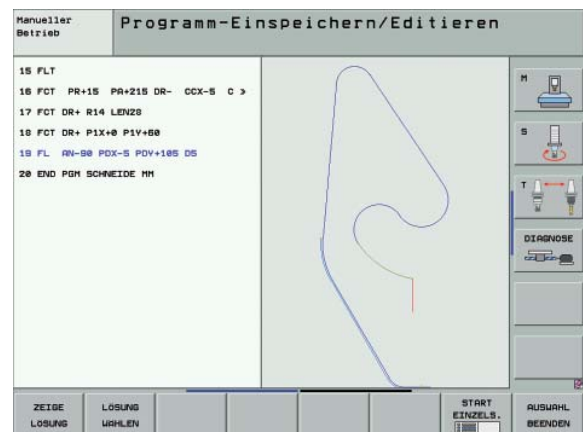 Manueller
Betrieb
Programm-Einspeichern/Editieren
15 FLT
16 FCT PR+15 PA+215 DR- CCX-5 C >
17 FCT DR+ R14 LEN28
18 FCT DR+ P1X+0 P1Y+60
19 FL AN-90 PDX-5 PDY+105 D5
20 END PGM SCHNEIDE MM
M
S
T
DIAGNOSE
ZEIGE
LOSUNG
LÖSUNG
WÄHLEN
START
EINZELS.
AUSWAHL
BEENDEN